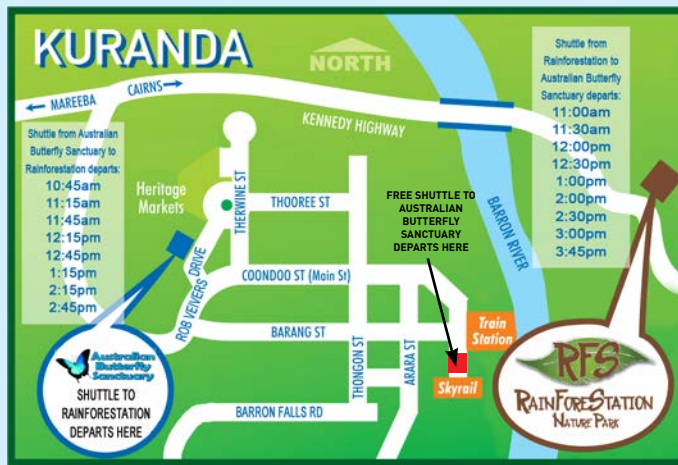 KURANDA
NORTH
← MAREEBA
CAIRNS →
KENNEDY HIGHWAY
Shuttle from Australian
Butterfly Sanctuary to
Rainforestation departs:
10:45am
11:15am
11:45am
12:15pm
12:45pm
1:15pm
2:15pm
2:45pm
Shuttle from
Rainforestation to
Australian Butterfly
Sanctuary departs:
11:00am
11:30am
12:00pm
12:30pm
1:00pm
2:00pm
2:30pm
3:00pm
3:45pm
Heritage
Markets
THERWINE ST
THOOREE ST
FREE SHUTTLE TO
AUSTRALIAN
BUTTERFLY
SANCTUARY
DEPARTS HERE
BARRON RIVER
ROB VEIVERS DRIVE
COONDOO ST (Main St)
BARANG ST
THONGON ST
ARARA ST
Train
Station
Skyrail
BARRON FALLS RD
Australian
Butterfly
Sanctuary
SHUTTLE TO
RAINFORESTATION
DEPARTS HERE
RFS
RAINFORESTATION
NATURE PARK